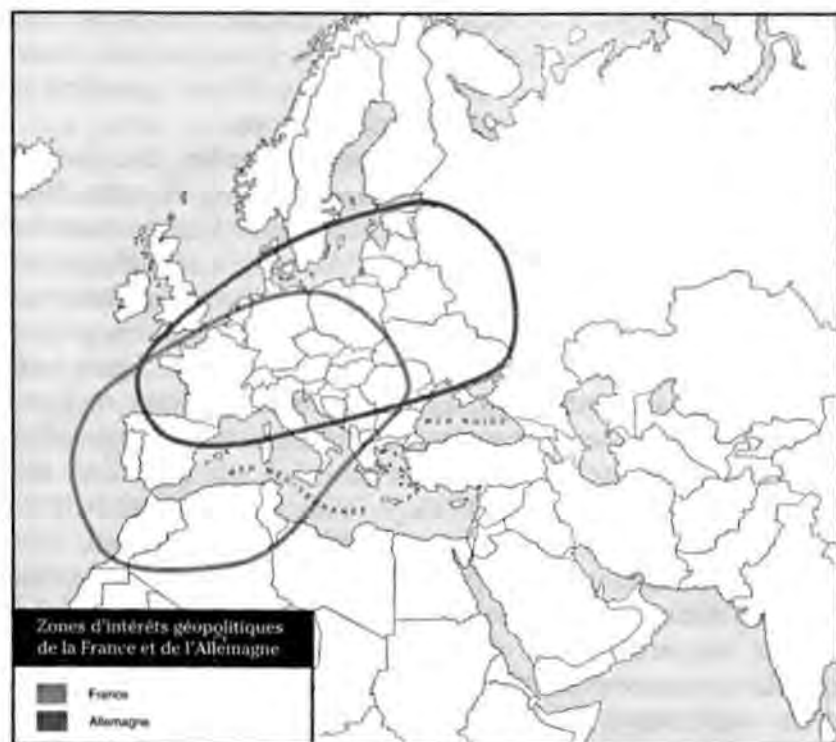 MER NOIRE
MER MÉDITERRANÉE
Zones d'intérêts géopolitiques
de la France et de l'Allemagne
France
Allemagne